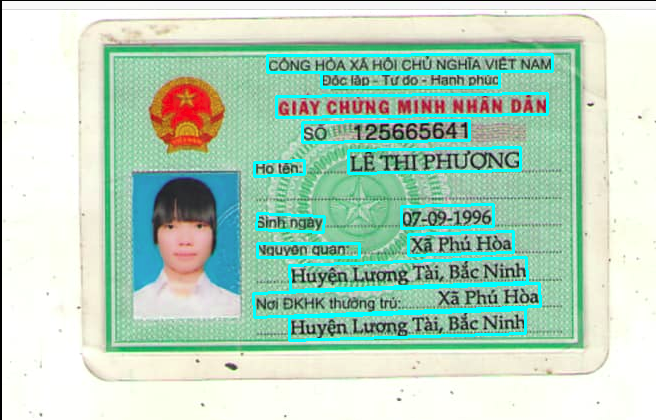 CỘNG HÒA XÃ HỘI CHỦ NGHĨA VIỆT NAM
Độc lập - Tự do - Hạnh phúc
GIẤY CHỨNG MINH NHÂN DÂN
SỐ 125665641
Họ tên: LÊ THỊ PHƯỢNG
Sinh ngày 07-09-1996
Nguyên quán: Xã Phú Hòa
Huyện Lương Tài, Bắc Ninh
Nơi ĐKHK thường trú: Xã Phú Hòa
Huyện Lương Tài, Bắc Ninh